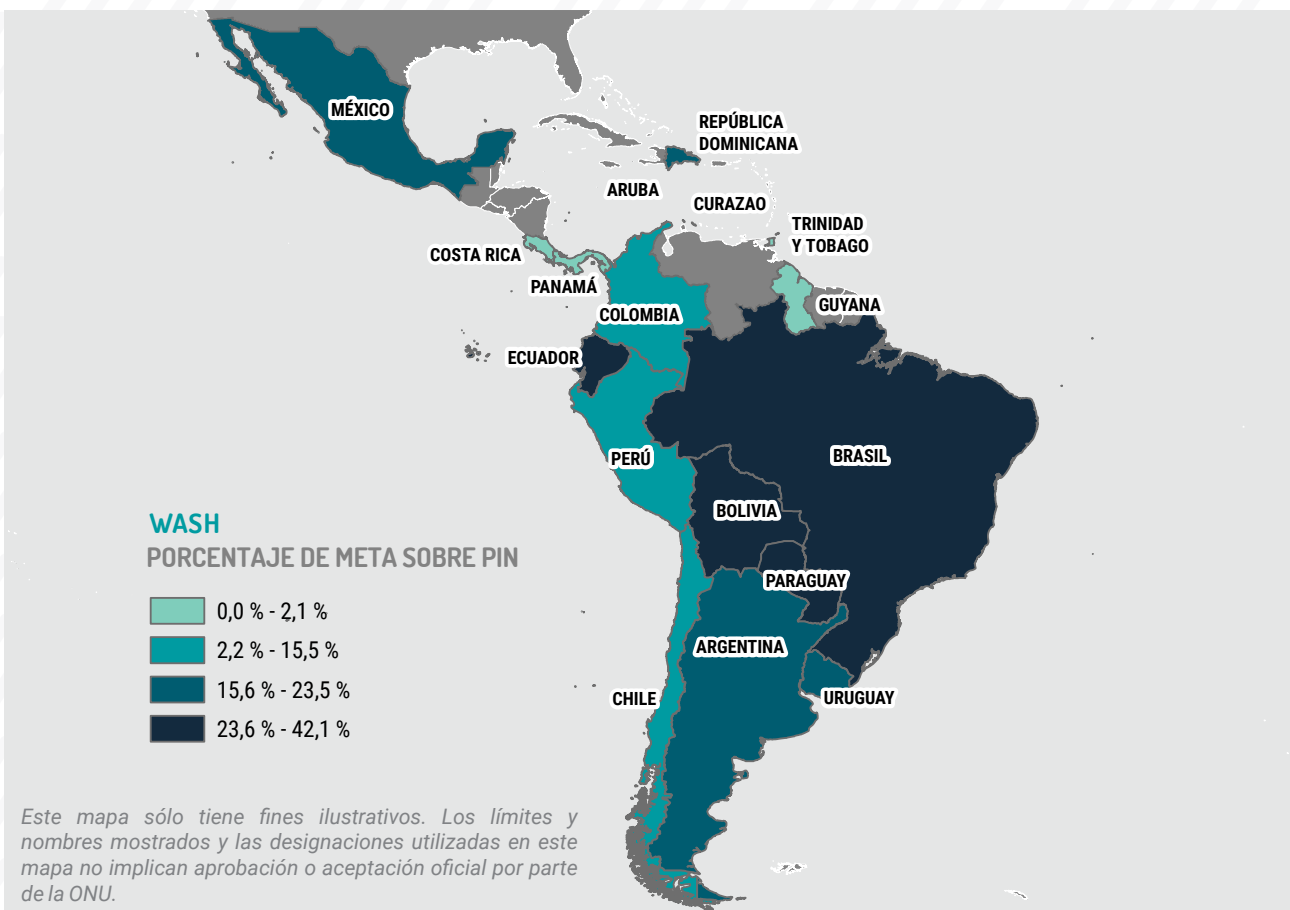 MÉXICO
REPÚBLICA
DOMINICANA
ARUBA
CURAZAO
TRINIDAD
Y TOBAGO
COSTA RICA
PANAMÁ
GUYANA
COLOMBIA
ECUADOR
PERÚ
BRASIL
BOLIVIA
PARAGUAY
ARGENTINA
CHILE
URUGUAY
WASH
PORCENTAJE DE META SOBRE PIN
0,0 % - 2,1 %
2,2 % - 15,5 %
15,6 % - 23,5 %
23,6 % - 42,1 %
Este mapa sólo tiene fines ilustrativos. Los límites y
nombres mostrados y las designaciones utilizadas en este
mapa no implican aprobación o aceptación oficial por parte
de la ONU.